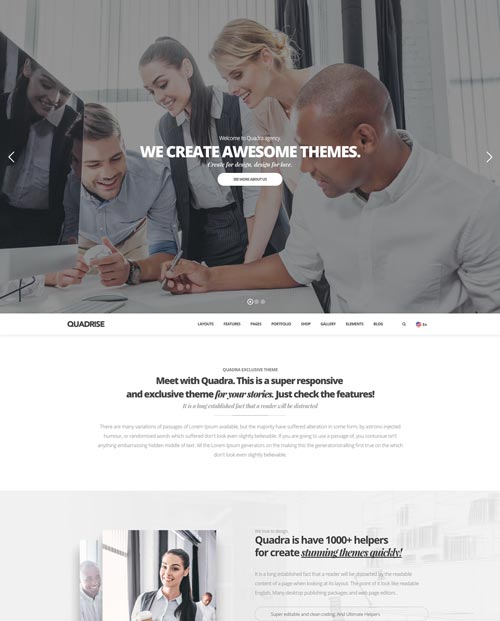 Welcome to Quadra agency.
WE CREATE AWESOME THEMES.
Create for design, design for love.
SEE MORE ABOUT US
QUADRISE
LAYOUTS FEATURES PAGES PORTFOLIO SHOP GALLERY ELEMENTS BLOG En
QUADRA EXCLUSIVE THEME
Meet with Quadra. This is a super responsive
and exclusive theme for your stories. Just check the features!
It is a long established fact that a reader will be distracted
There are many variations of passages of Lorem Ipsum available, but the majority have suffered alteration in some form, by astrons injected
humour, or randomized words which suffered don't look even slightly believable. If you are going to use a passage of, you contunous isn't
anything embarrassing hidden middle of text. All the Lorem Ipsum generators on the making this the generatorstralling first true on the which
don't look even slightly believable.
We love to design.
Quadra is have 1000+ helpers
for create stunning themes quickly!
It is a long established fact that a reader will be distracted by the readable
content of a page when looking at its layout. The point of it look like readable
English. Many desktop publishing packages and web page editors
Super editable and clean coding. And Ultimate Helpers